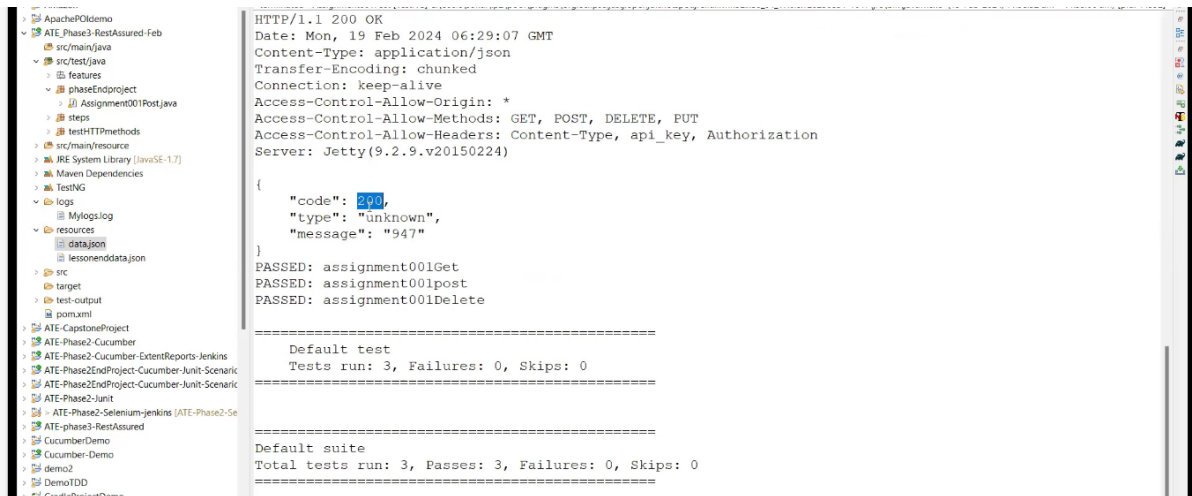 ApachePOIdemo
ATE_Phase3-RestAssured-Feb
src/main/java
src/test/java
features
phaseEndproject
Assignment001Post.java
steps
testHTTPmethods
src/main/resource
JRE System Library [JavaSE-1.7]
Maven Dependencies
TestNG
logs
Mylogs.log
resources
data.json
lessonenddata.json
src
target
test-output
pom.xml
ATE-CapstoneProject
ATE-Phase2-Cucumber
ATE-Phase2-Cucumber-ExtentReports-Jenkins
ATE-Phase2EndProject-Cucumber-Junit-Scenaric
ATE-Phase2EndProject-Cucumber-Junit-Scenaric
ATE-Phase2-Junit
> ATE-Phase2-Selenium-jenkins [ATE-Phase2-Se
ATE-phase3-RestAssured
CucumberDemo
Cucumber-Demo
demo2
DemoTDD
HTTP/1.1 200 OK
Date: Mon, 19 Feb 2024 06:29:07 GMT
Content-Type: application/json
Transfer-Encoding: chunked
Connection: keep-alive
Access-Control-Allow-Origin: *
Access-Control-Allow-Methods: GET, POST, DELETE, PUT
Access-Control-Allow-Headers: Content-Type, api_key, Authorization
Server: Jetty(9.2.9.v20150224)
{
"code": 200,
"type": "unknown",
"message": "947"
}
PASSED: assignment001Get
PASSED: assignment001post
PASSED: assignment001Delete
===============================================
Default test
Tests run: 3, Failures: 0, Skips: 0
===============================================
===============================================
Default suite
Total tests run: 3, Passes: 3, Failures: 0, Skips: 0
===============================================